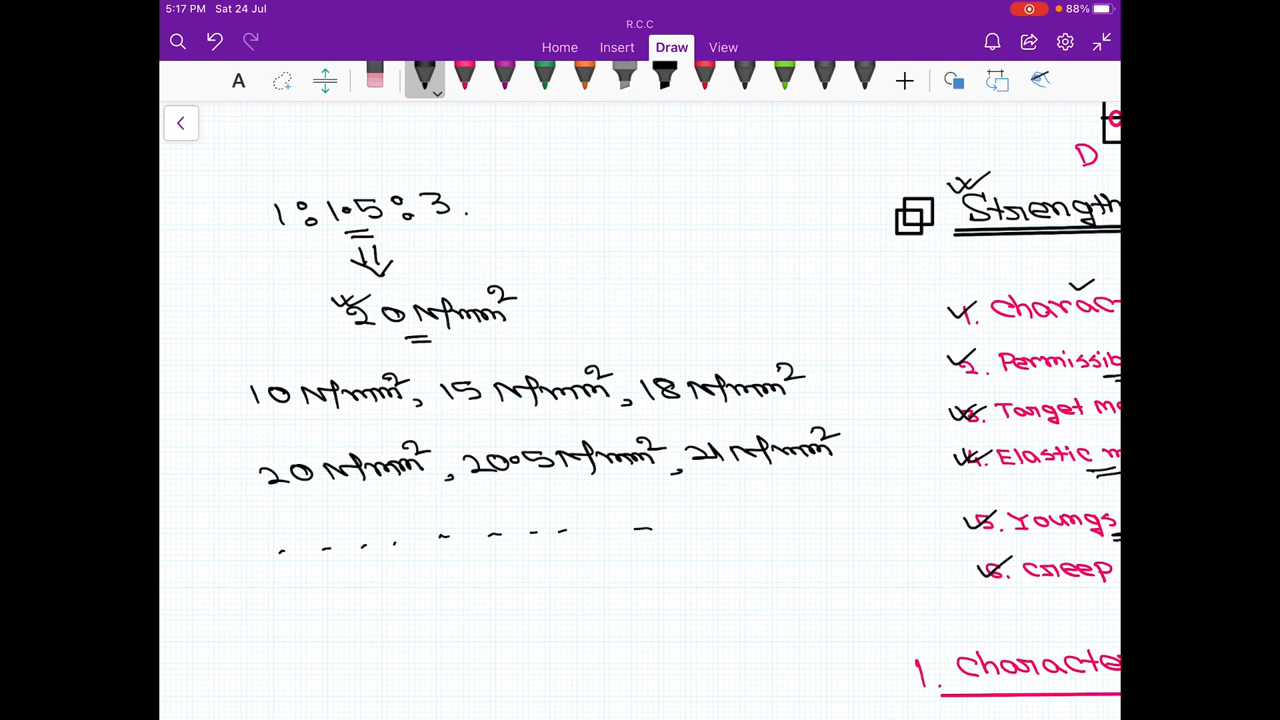 5:17 PM Sat 24 Jul
88%
R.C.C
Home Insert Draw View
A
D
1:1.5:3.
20 N/mm²
10 N/mm², 15 N/mm², 18 N/mm²
20 N/mm², 20.5 N/mm², 21 N/mm²
Strength
1. Charac
2. Permissib
3. Target m
4. Elastic m
5. Youngs
6. Creep
1. Characte